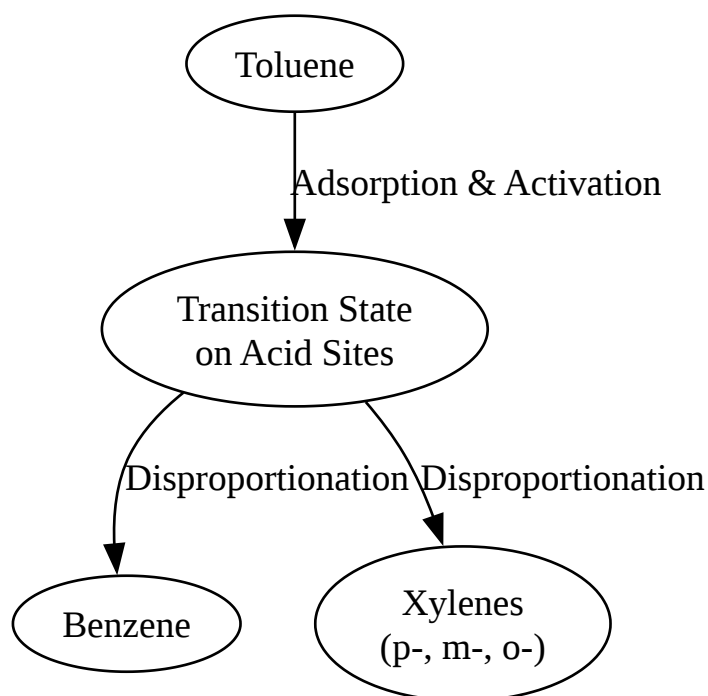 Toluene
Adsorption & Activation
Transition State
on Acid Sites
Disproportionation
Disproportionation
Benzene
Xylenes
(p-, m-, o-)